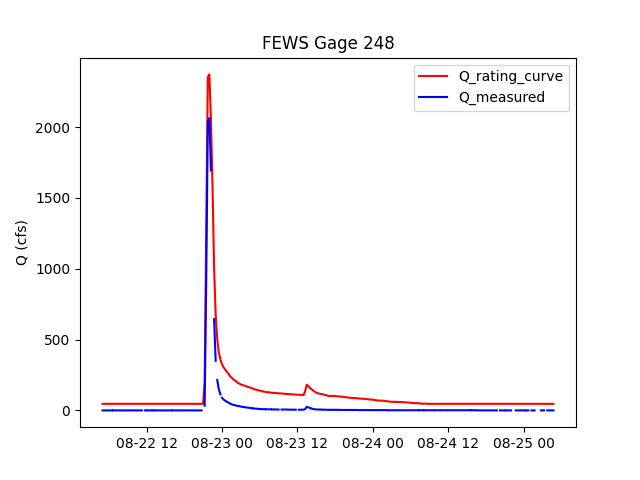 FEWS Gage 248
Q_rating_curve
Q_measured
Q (cfs)
2000
1500
1000
500
0
08-22 12
08-23 00
08-23 12
08-24 00
08-24 12
08-25 00